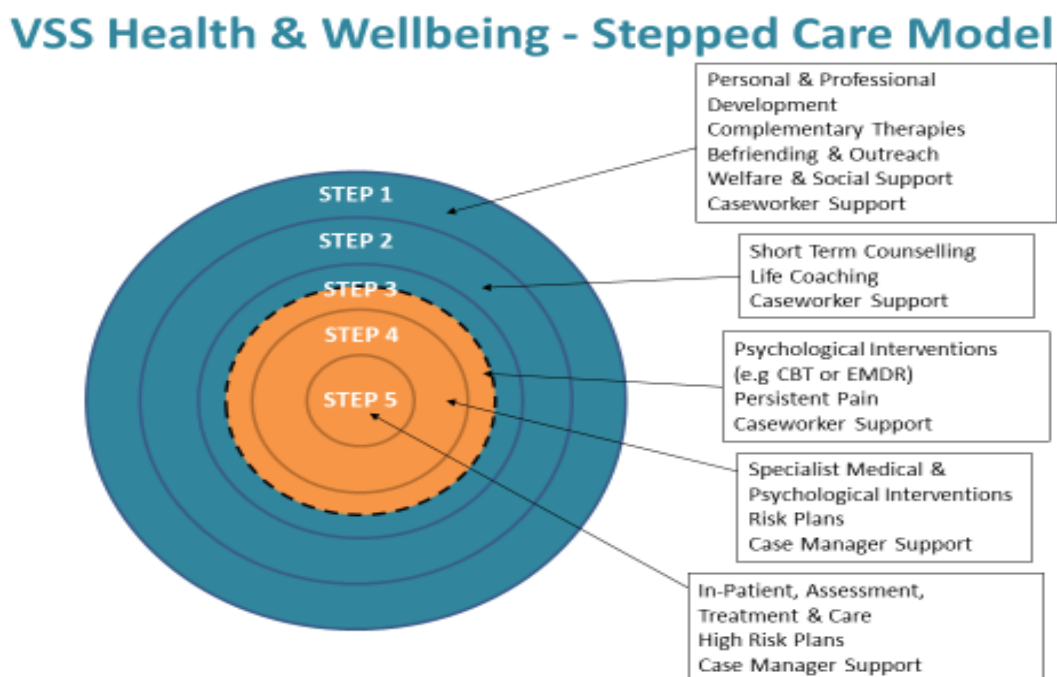 VSS Health & Wellbeing - Stepped Care Model
Personal & Professional
Development
Complementary Therapies
Befriending & Outreach
Welfare & Social Support
Caseworker Support
STEP 1
STEP 2
STEP 3
STEP 4
STEP 5
Short Term Counselling
Life Coaching
Caseworker Support
Psychological Interventions
(e.g CBT or EMDR)
Persistent Pain
Caseworker Support
Specialist Medical &
Psychological Interventions
Risk Plans
Case Manager Support
In-Patient, Assessment,
Treatment & Care
High Risk Plans
Case Manager Support